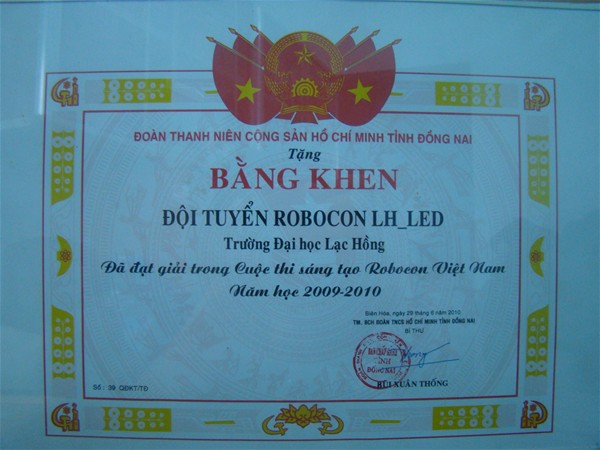 ĐOÀN THANH NIÊN CỘNG SẢN HỒ CHÍ MINH TỈNH ĐỒNG NAI
Tặng
BẰNG KHEN
ĐỘI TUYỂN ROBOCON LH_LED
Trường Đại học Lạc Hồng
Đã đạt giải trong Cuộc thi sáng tạo Robocon Việt Nam
Năm học 2009-2010
Biên Hòa, ngày 29 tháng 6 năm 2010
TM. BCH ĐOÀN TNCS HỒ CHÍ MINH TỈNH ĐỒNG NAI
BÍ THƯ
TỈNH
ĐỒNG NAI
BÙI XUÂN THỐNG
Số : 39 QĐKT/TĐ